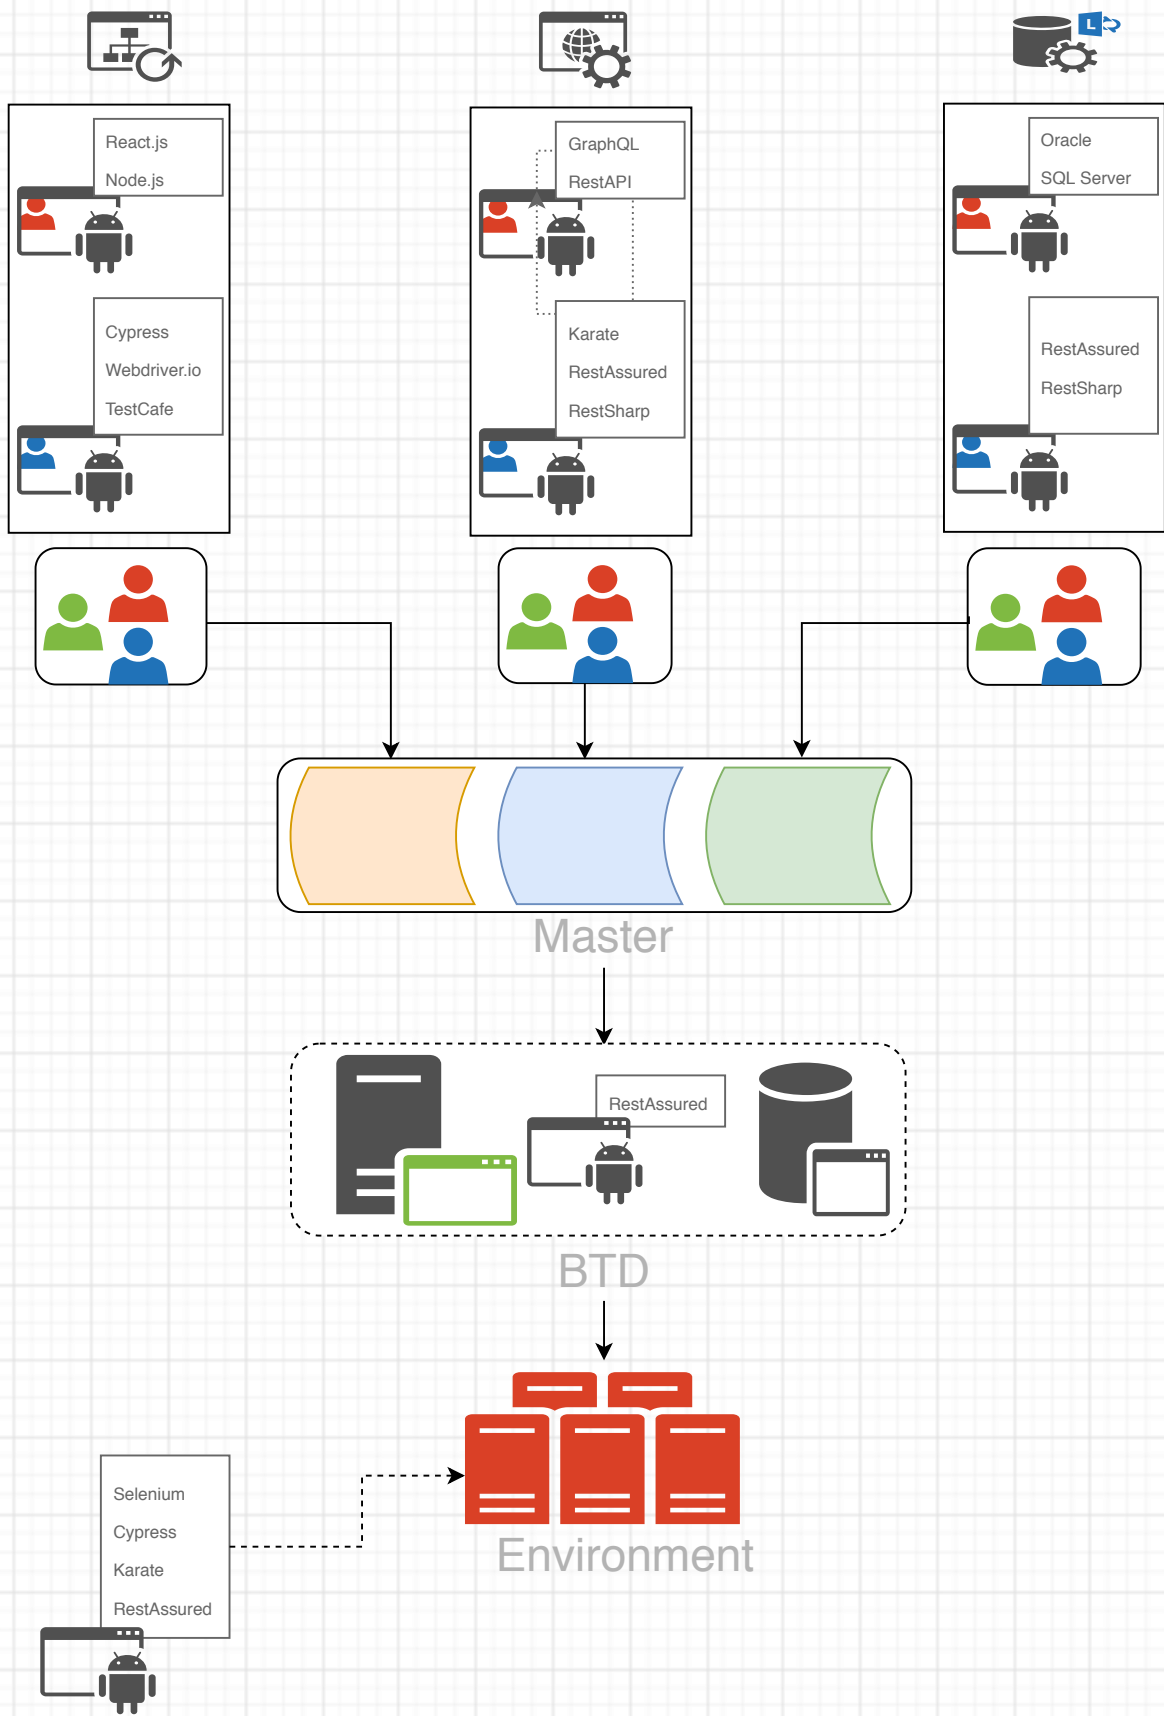 L
React.js
Node.js
Cypress
Webdriver.io
TestCafe
GraphQL
RestAPI
Karate
RestAssured
RestSharp
Oracle
SQL Server
RestAssured
RestSharp
Master
RestAssured
BTD
Environment
Selenium
Cypress
Karate
RestAssured